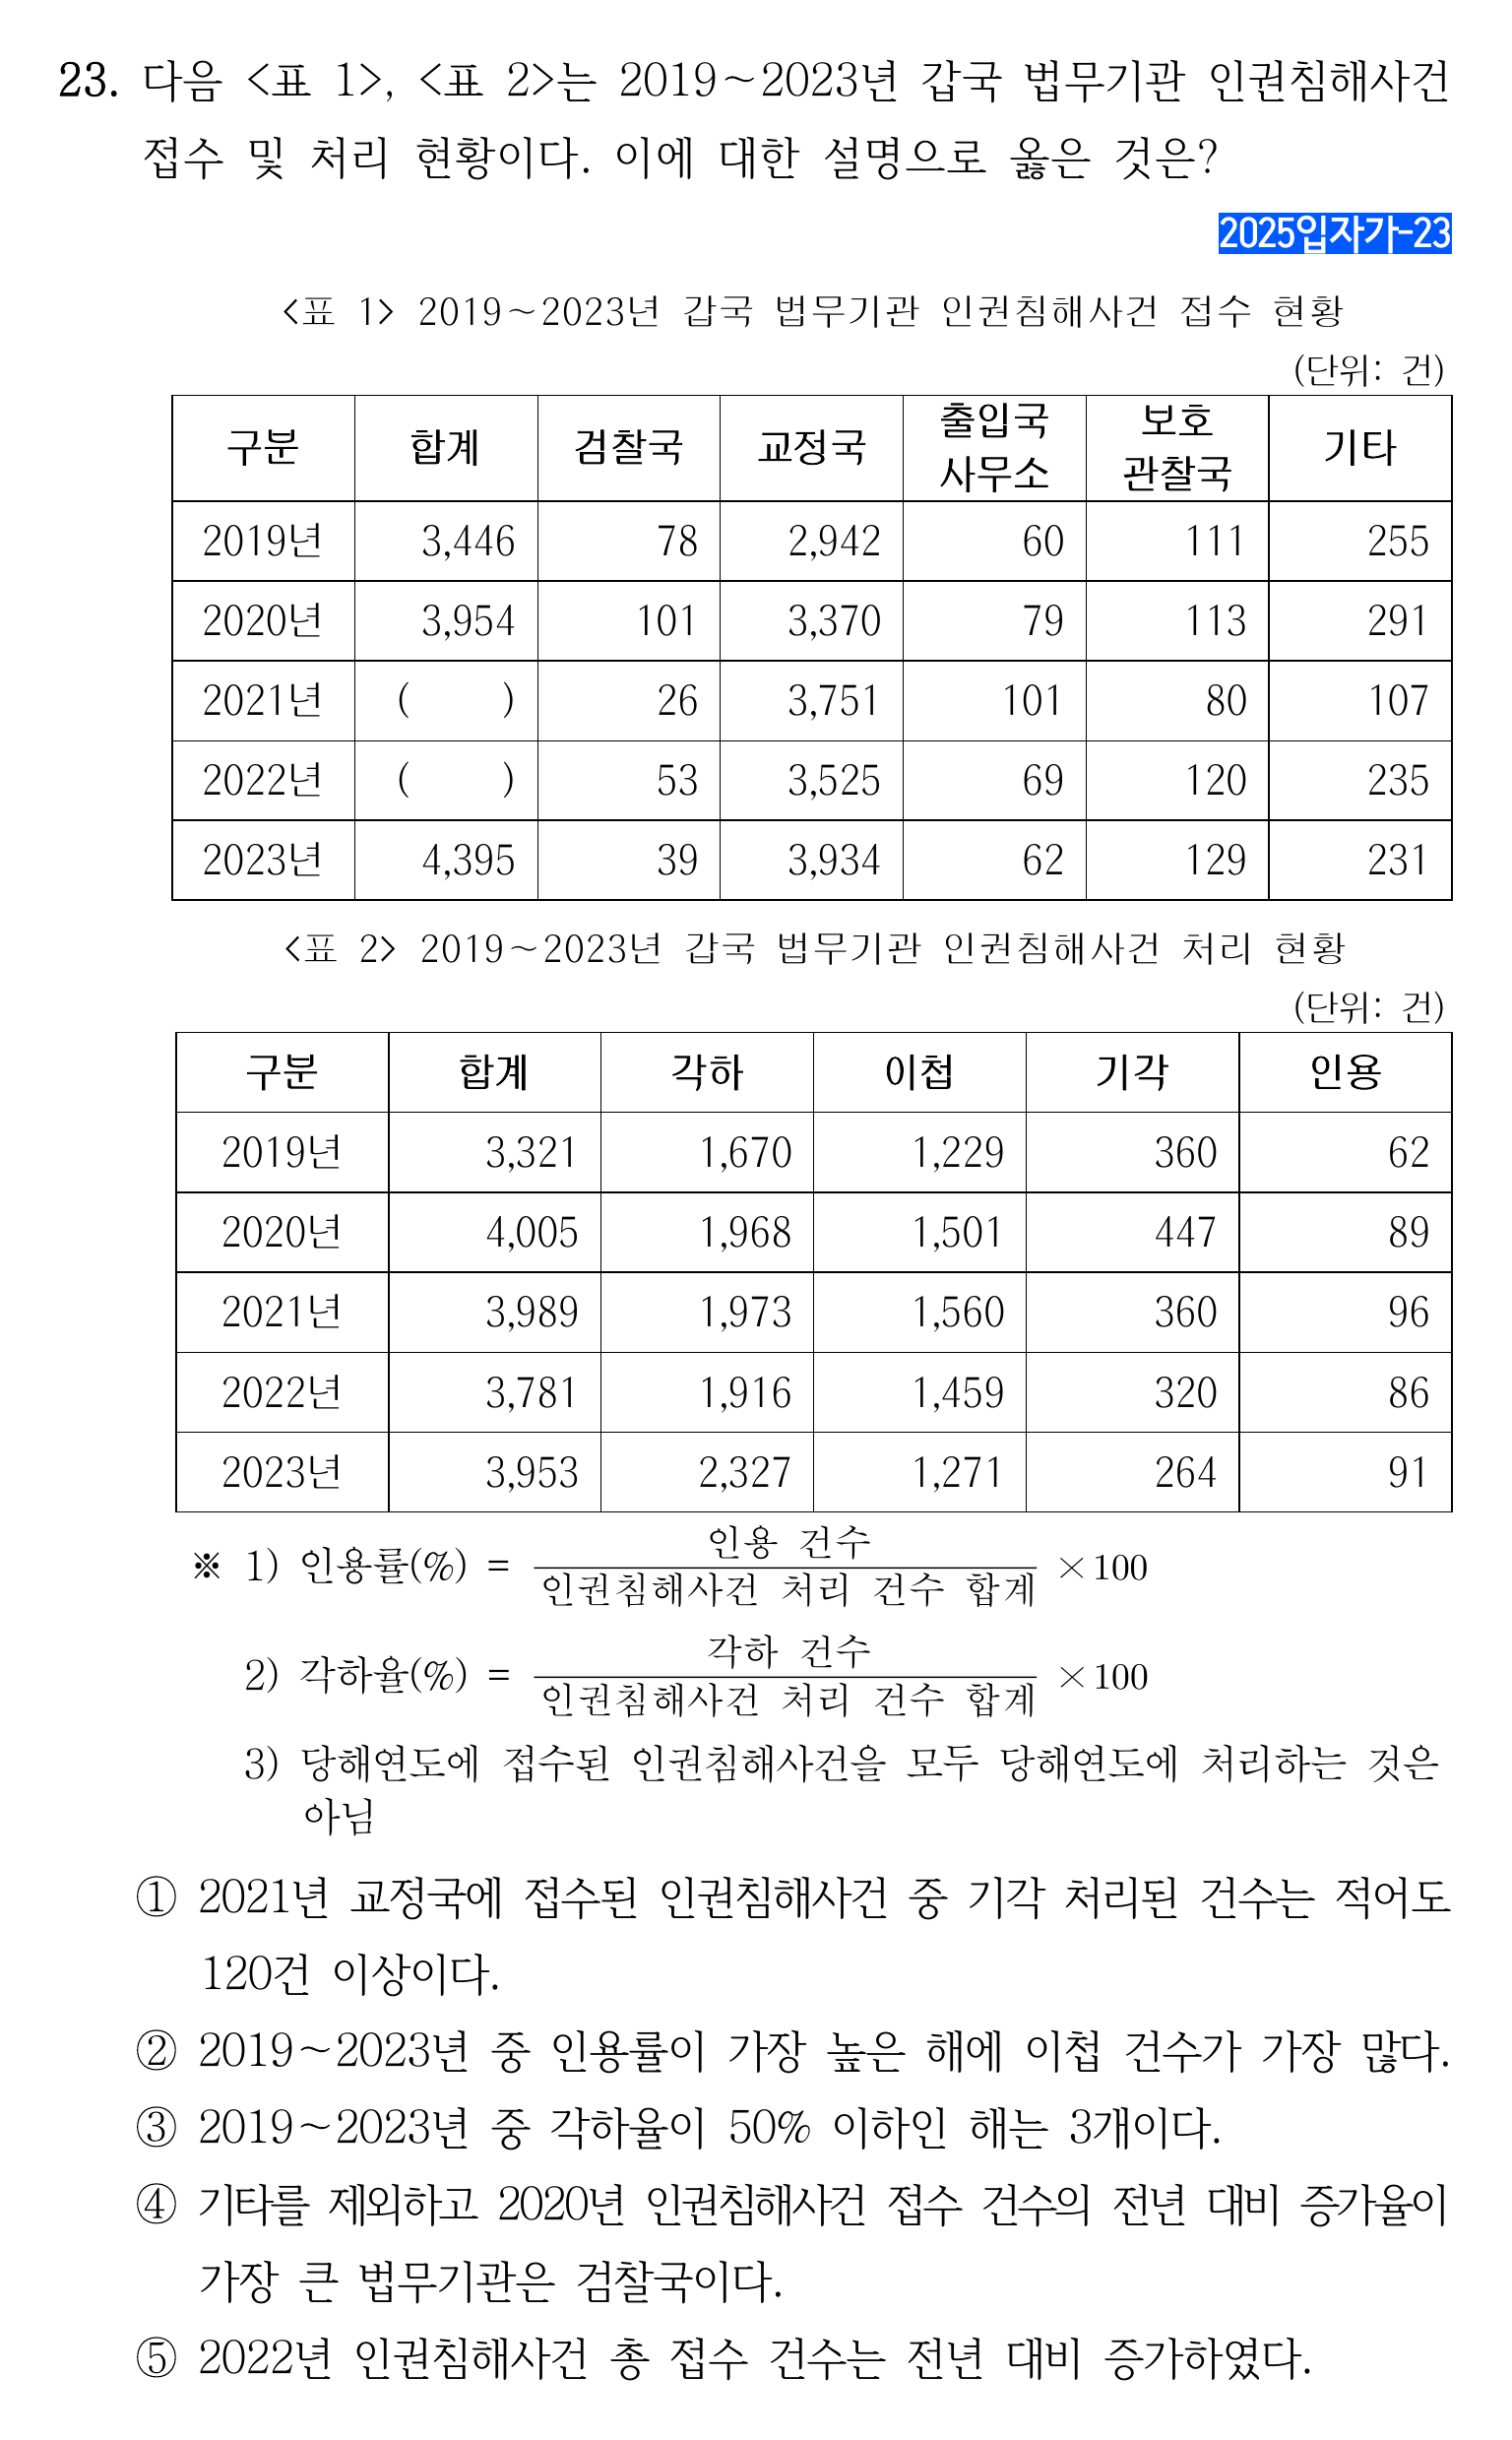 23. 다음 <표 1>, <표 2>는 2019~2023년 갑국 법무기관 인권침해사건
접수 및 처리 현황이다. 이에 대한 설명으로 옳은 것은?
2025입자가-23
<표 1> 2019~2023년 갑국 법무기관 인권침해사건 접수 현황
(단위: 건)
구분 합계 검찰국 교정국 출입국 사무소 보호 관찰국 기타
2019년 3,446 78 2,942 60 111 255
2020년 3,954 101 3,370 79 113 291
2021년 ( ) 26 3,751 101 80 107
2022년 ( ) 53 3,525 69 120 235
2023년 4,395 39 3,934 62 129 231
<표 2> 2019~2023년 갑국 법무기관 인권침해사건 처리 현황
(단위: 건)
구분 합계 각하 이첩 기각 인용
2019년 3,321 1,670 1,229 360 62
2020년 4,005 1,968 1,501 447 89
2021년 3,989 1,973 1,560 360 96
2022년 3,781 1,916 1,459 320 86
2023년 3,953 2,327 1,271 264 91
인용 건수
※ 1) 인용률(%) = ×100
인권침해사건 처리 건수 합계
각하 건수
2) 각하율(%) = ×100
인권침해사건 처리 건수 합계
3) 당해연도에 접수된 인권침해사건을 모두 당해연도에 처리하는 것은
아님
① 2021년 교정국에 접수된 인권침해사건 중 기각 처리된 건수는 적어도
120건 이상이다.
② 2019~2023년 중 인용률이 가장 높은 해에 이첩 건수가 가장 많다.
③ 2019~2023년 중 각하율이 50% 이하인 해는 3개이다.
④ 기타를 제외하고 2020년 인권침해사건 접수 건수의 전년 대비 증가율이
가장 큰 법무기관은 검찰국이다.
⑤ 2022년 인권침해사건 총 접수 건수는 전년 대비 증가하였다.